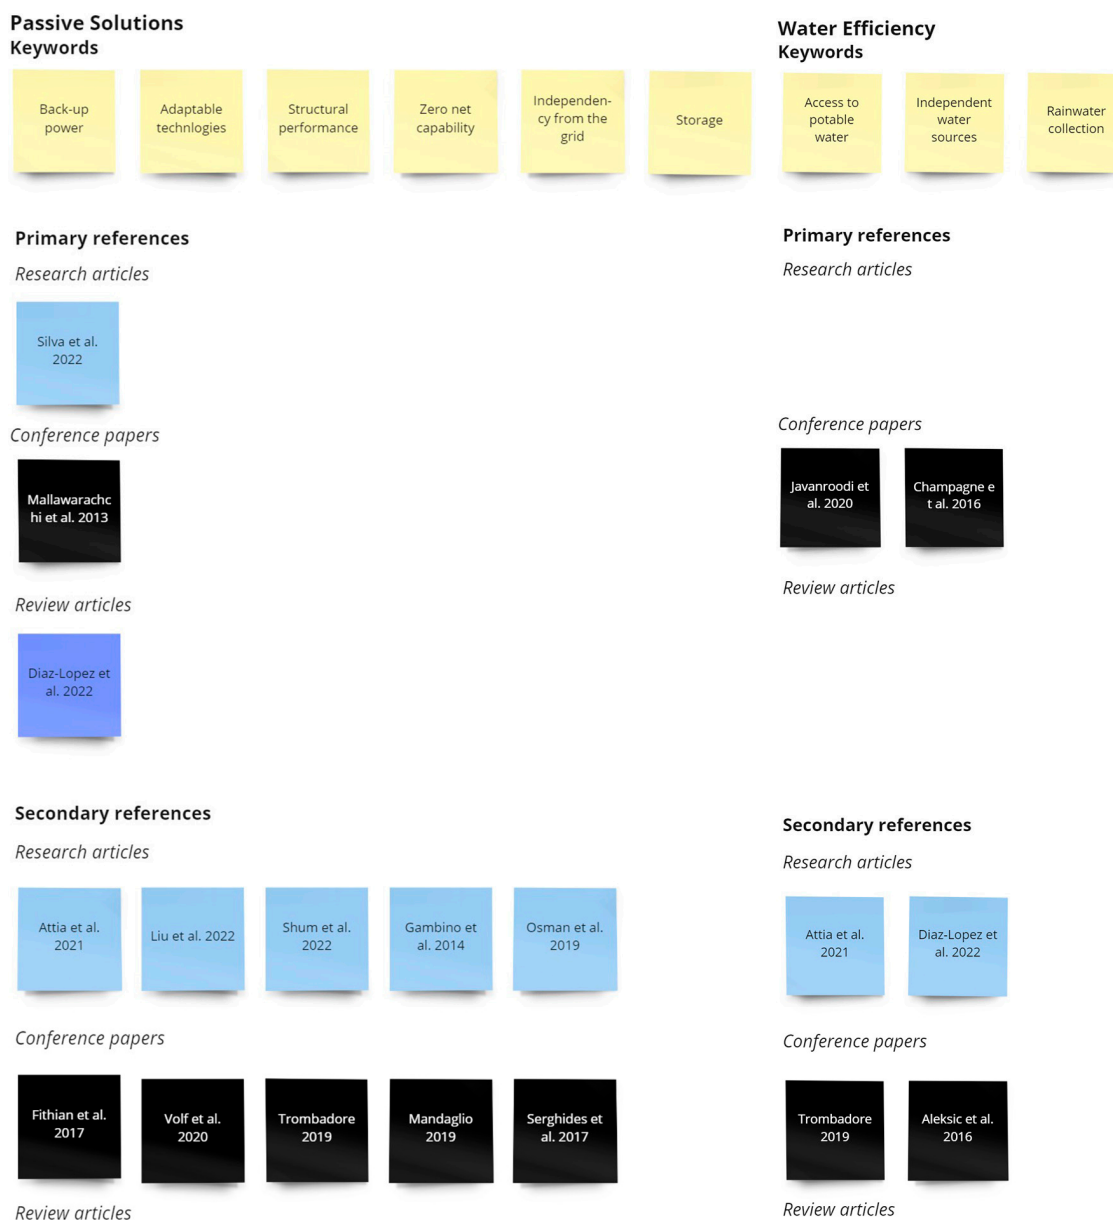 Passive Solutions
Keywords
Back-up
power
Adaptable
technlogies
Structural
performance
Zero net
capability
Independen-
cy from the
grid
Storage
Primary references
Research articles
Silva et al.
2022
Conference papers
Mallawarachc
hi et al. 2013
Review articles
Diaz-Lopez et
al. 2022
Secondary references
Research articles
Attia et al.
2021
Liu et al. 2022
Shum et al.
2022
Gambino et
al. 2014
Osman et al.
2019
Conference papers
Fithian et al.
2017
Volf et al.
2020
Trombadore
2019
Mandaglio
2019
Serghides et
al. 2017
Review articles
Water Efficiency
Keywords
Access to
potable
water
Independent
water
sources
Rainwater
collection
Primary references
Research articles
Conference papers
Javanroodi et
al. 2020
Champagne e
t al. 2016
Review articles
Secondary references
Research articles
Attia et al.
2021
Diaz-Lopez et
al. 2022
Conference papers
Trombadore
2019
Aleksic et al.
2016
Review articles